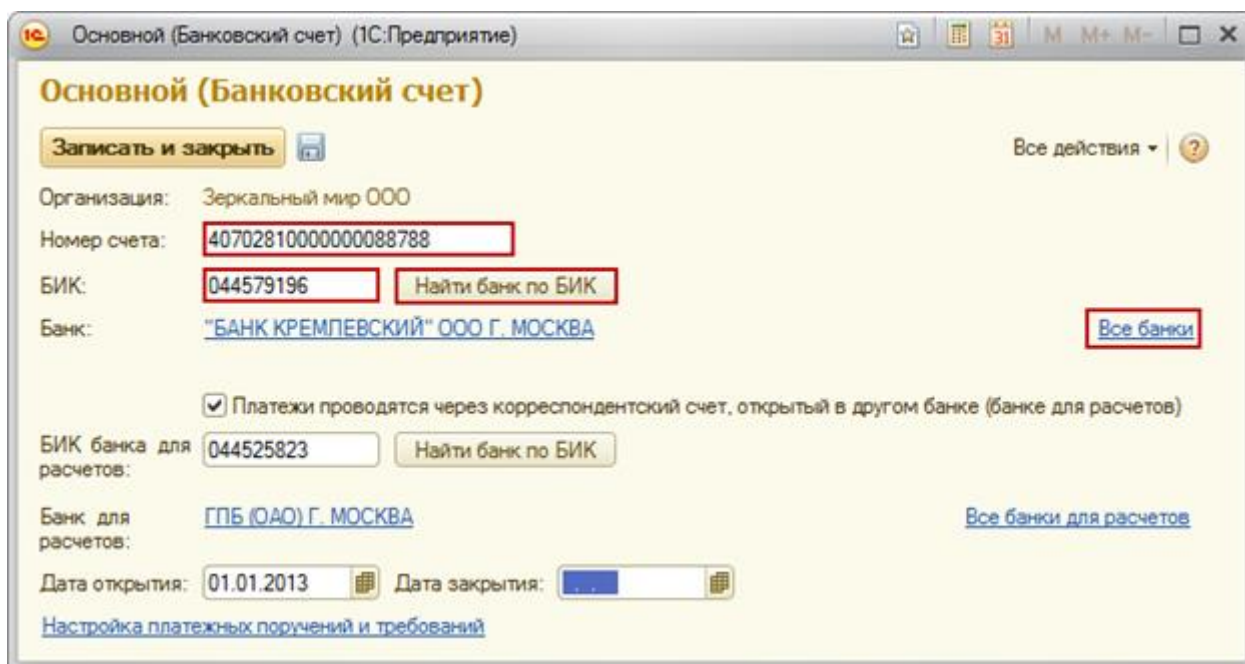 1С Основной (Банковский счет) (1С:Предприятие) 31 M M+ M-
Основной (Банковский счет)
Записать и закрыть Все действия ?
Организация: Зеркальный мир ООО
Номер счета: 40702810000000088788
БИК: 044579196 Найти банк по БИК
Банк: "БАНК КРЕМЛЕВСКИЙ" ООО Г. МОСКВА Все банки
Платежи проводятся через корреспондентский счет, открытый в другом банке (банке для расчетов)
БИК банка для расчетов: 044525823 Найти банк по БИК
Банк для расчетов: ГПБ (ОАО) Г. МОСКВА Все банки для расчетов
Дата открытия: 01.01.2013 Дата закрытия: . .
Настройка платежных поручений и требований